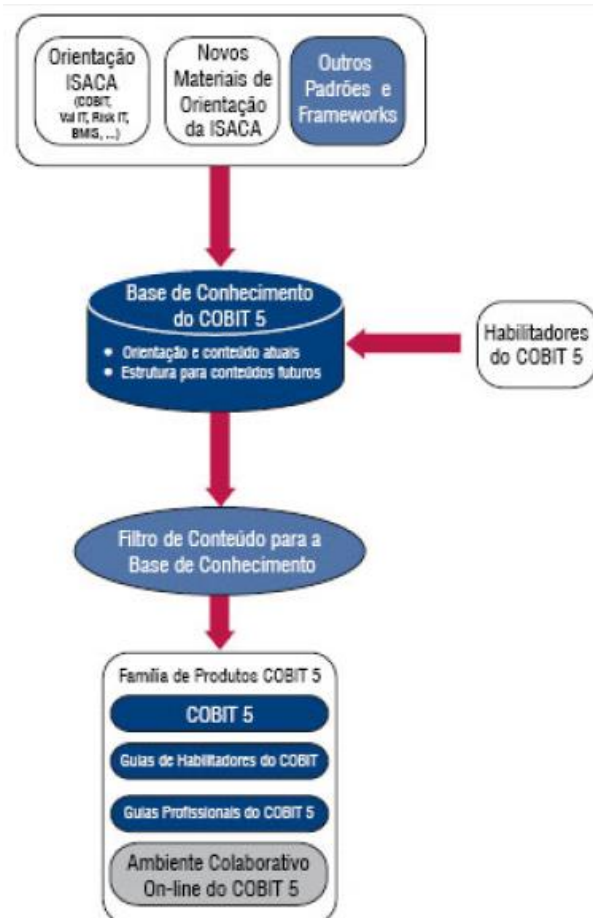 Orientação
ISACA
(COBIT,
Val IT, Risk IT,
BMIS, ...)
Novos
Materiais de
Orientação
da ISACA
Outros
Padrões e
Frameworks
Base de Conhecimento
do COBIT 5
• Orientação e conteúdo atuais
• Estrutura para conteúdos futuros
Habilitadores
do COBIT 5
Filtro de Conteúdo para a
Base de Conhecimento
Família de Produtos COBIT 5
COBIT 5
Guias de Habilitadores do COBIT
Guias Profissionais do COBIT 5
Ambiente Colaborativo
On-line do COBIT 5